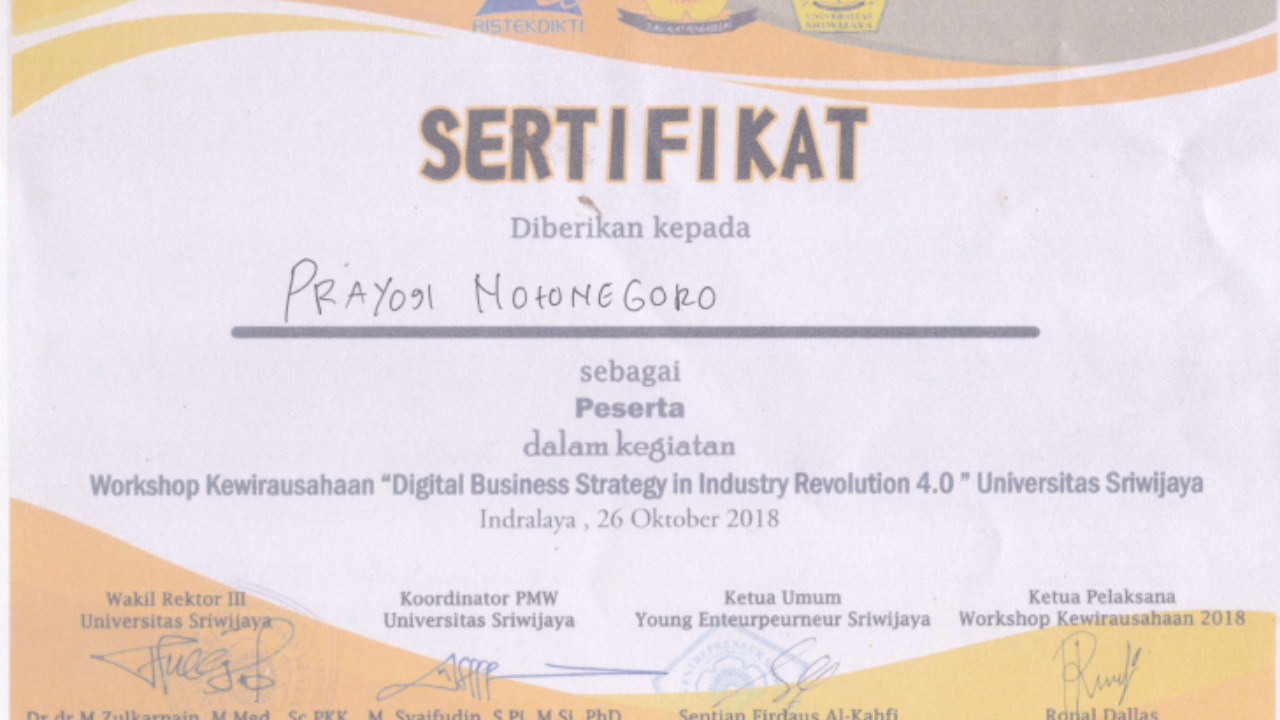 RISTEKDIKTI
UNIVERSITAS
SRIWIJAYA
SERTIFIKAT
Diberikan kepada
PRAYOGI NOTONEGORO
sebagai
Peserta
dalam kegiatan
Workshop Kewirausahaan “Digital Business Strategy in Industry Revolution 4.0 ” Universitas Sriwijaya
Indralaya , 26 Oktober 2018
Wakil Rektor III Koordinator PMW Ketua Umum Ketua Pelaksana
Universitas Sriwijaya Universitas Sriwijaya Young Enteurpeurneur Sriwijaya Workshop Kewirausahaan 2018
Dr.dr.M.Zulkarnain, M.Med., Sc.PKK M. Syaifudin, S.Pi, M.Si, PhD Septian Firdaus Al-Kahfi Ronal Dallas